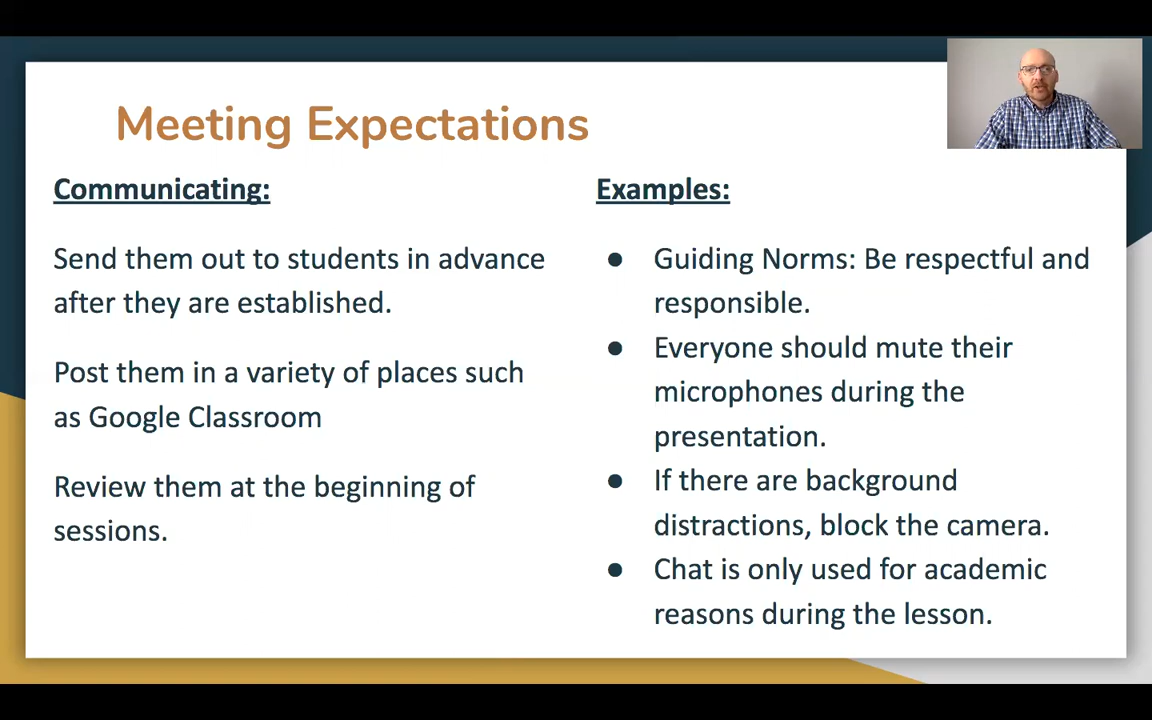 Meeting Expectations
Communicating:
Send them out to students in advance
after they are established.
Post them in a variety of places such
as Google Classroom
Review them at the beginning of
sessions.
Examples:
● Guiding Norms: Be respectful and
responsible.
● Everyone should mute their
microphones during the
presentation.
● If there are background
distractions, block the camera.
● Chat is only used for academic
reasons during the lesson.